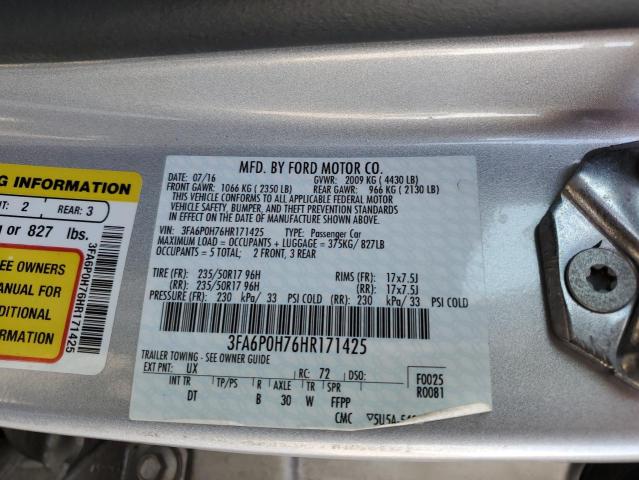 MFD. BY FORD MOTOR CO.
DATE: 07/16 GVWR: 2009 KG ( 4430 LB)
FRONT GAWR: 1066 KG ( 2350 LB) REAR GAWR: 966 KG ( 2130 LB)
THIS VEHICLE CONFORMS TO ALL APPLICABLE FEDERAL MOTOR
VEHICLE SAFETY, BUMPER, AND THEFT PREVENTION STANDARDS
IN EFFECT ON THE DATE OF MANUFACTURE SHOWN ABOVE.
VIN: 3FA6P0H76HR171425 TYPE: Passenger Car
MAXIMUM LOAD = OCCUPANTS + LUGGAGE = 375KG/ 827LB
OCCUPANTS = 5 TOTAL; 2 FRONT, 3 REAR
TIRE (FR): 235/50R17 96H RIMS (FR): 17x7.5J
(RR): 235/50R17 96H (RR): 17x7.5J
PRESSURE (FR): 230 kPa/ 33 PSI COLD (RR): 230 kPa/ 33 PSI COLD
3FA6P0H76HR171425
TRAILER TOWING - SEE OWNER GUIDE
EXT PNT: UX RC: 72 DSO: F0025
INT TR TP/PS R AXLE TR SPR R0081
DT B 30 W FFPP
CMC
G INFORMATION
NT: 2 REAR: 3
or 827 lbs.
EE OWNERS
ANUAL FOR
DDITIONAL
ORMATION
3FA6P0H76HR171425